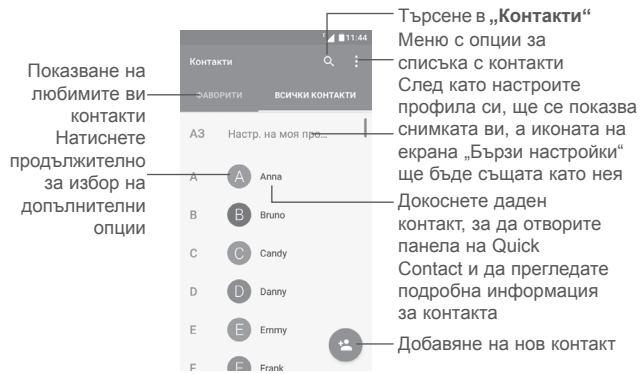 Търсене в „Контакти“
Меню с опции за
списъка с контакти
След като настроите
профила си, ще се показва
снимката ви, а иконата на
екрана „Бързи настройки“
ще бъде същата като нея
Докоснете даден
контакт, за да отворите
панела на Quick
Contact и да прегледате
подробна информация
за контакта
Добавяне на нов контакт
Показване на
любимите ви
контакти
Натиснете
продължително
за избор на
допълнителни
опции
11:44
Контакти
ФАВОРИТИ ВСИЧКИ КОНТАКТИ
АЗ Настр. на моя про...
A A Anna
B B Bruno
C C Candy
D D Danny
E E Emmy
F F Frank